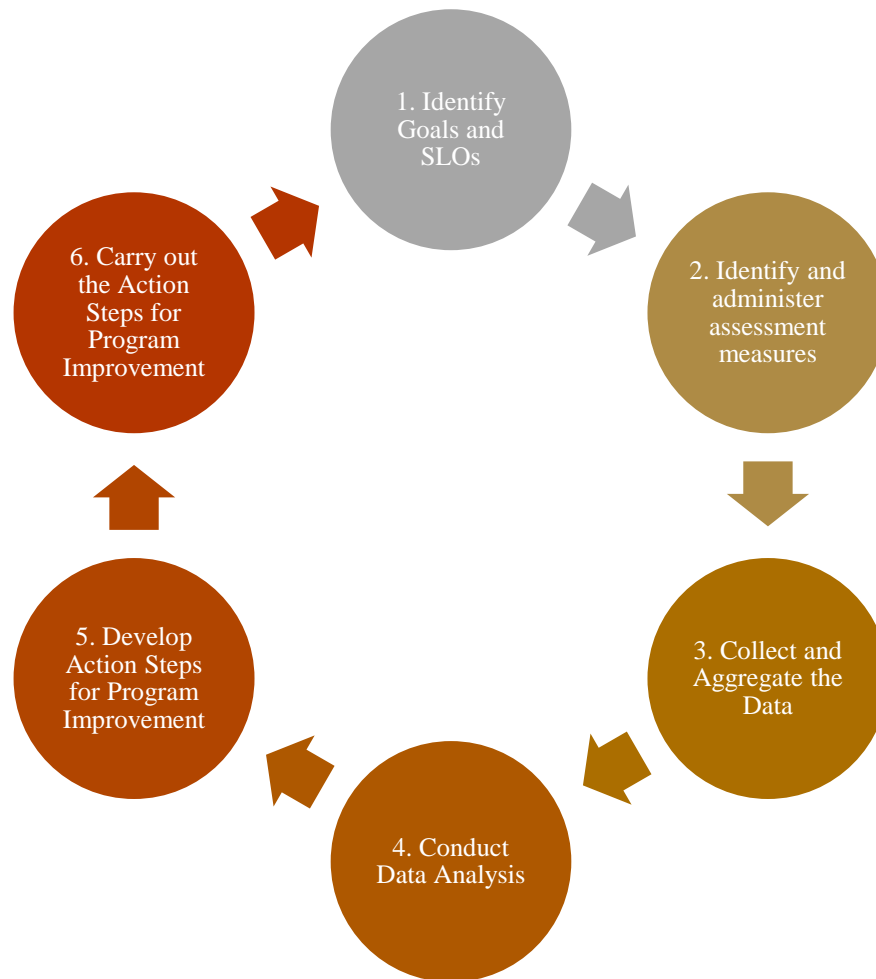 1. Identify
Goals and
SLOs
2. Identify and
administer
assessment
measures
3. Collect and
Aggregate the
Data
4. Conduct
Data Analysis
5. Develop
Action Steps
for Program
Improvement
6. Carry out
the Action
Steps for
Program
Improvement